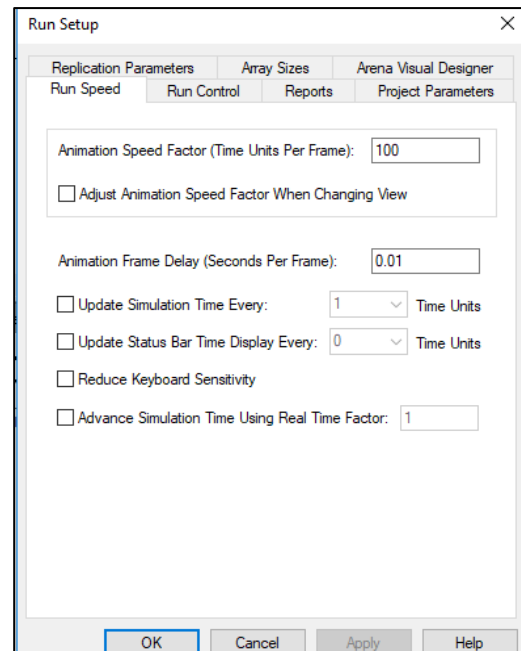 Run Setup
Replication Parameters Array Sizes Arena Visual Designer
Run Speed Run Control Reports Project Parameters
Animation Speed Factor (Time Units Per Frame): 100
Adjust Animation Speed Factor When Changing View
Animation Frame Delay (Seconds Per Frame): 0.01
Update Simulation Time Every: 1 Time Units
Update Status Bar Time Display Every: 0 Time Units
Reduce Keyboard Sensitivity
Advance Simulation Time Using Real Time Factor: 1
OK Cancel Apply Help